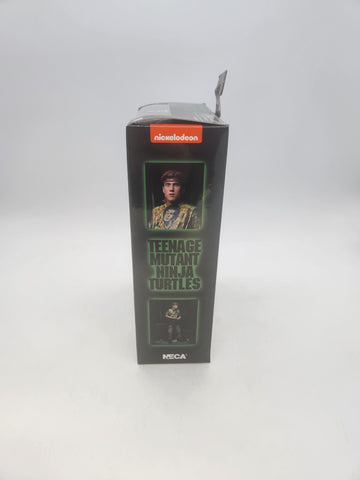 nickelodeon
TEENAGE
MUTANT
NINJA
TURTLES
NECA